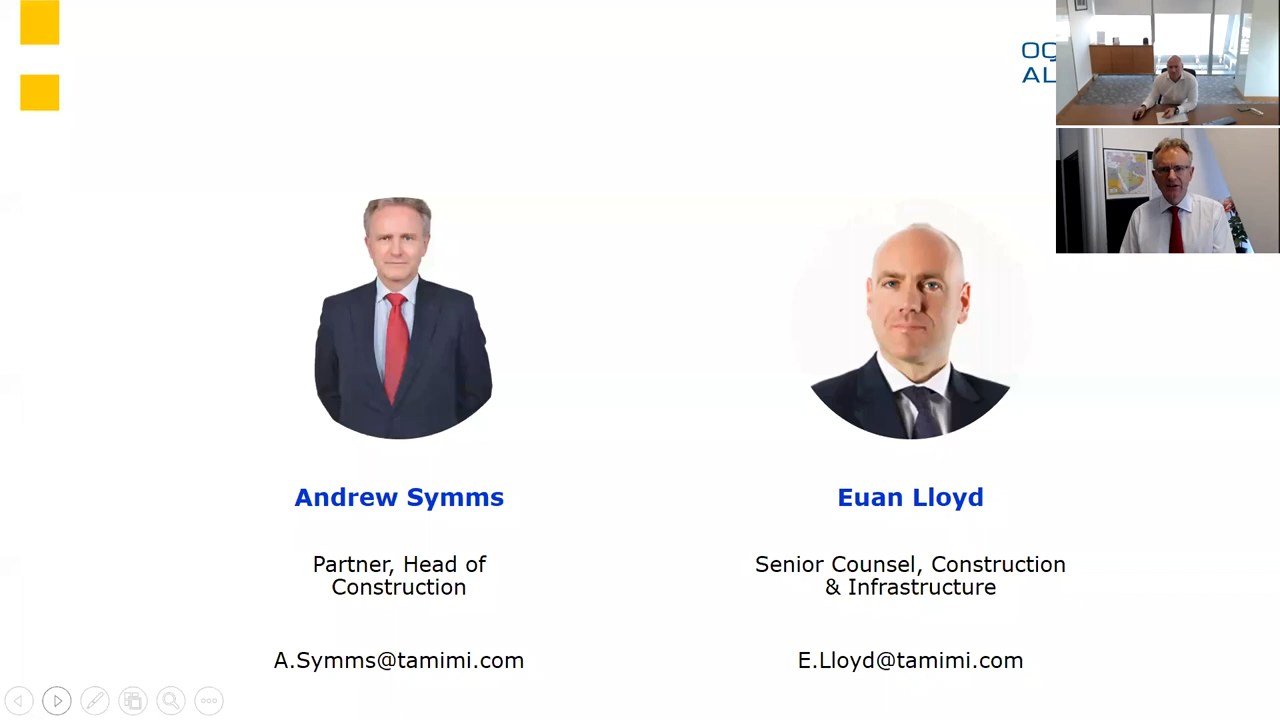 Andrew Symms
Partner, Head of
Construction
A.Symms@tamimi.com
Euan Lloyd
Senior Counsel, Construction
& Infrastructure
E.Lloyd@tamimi.com